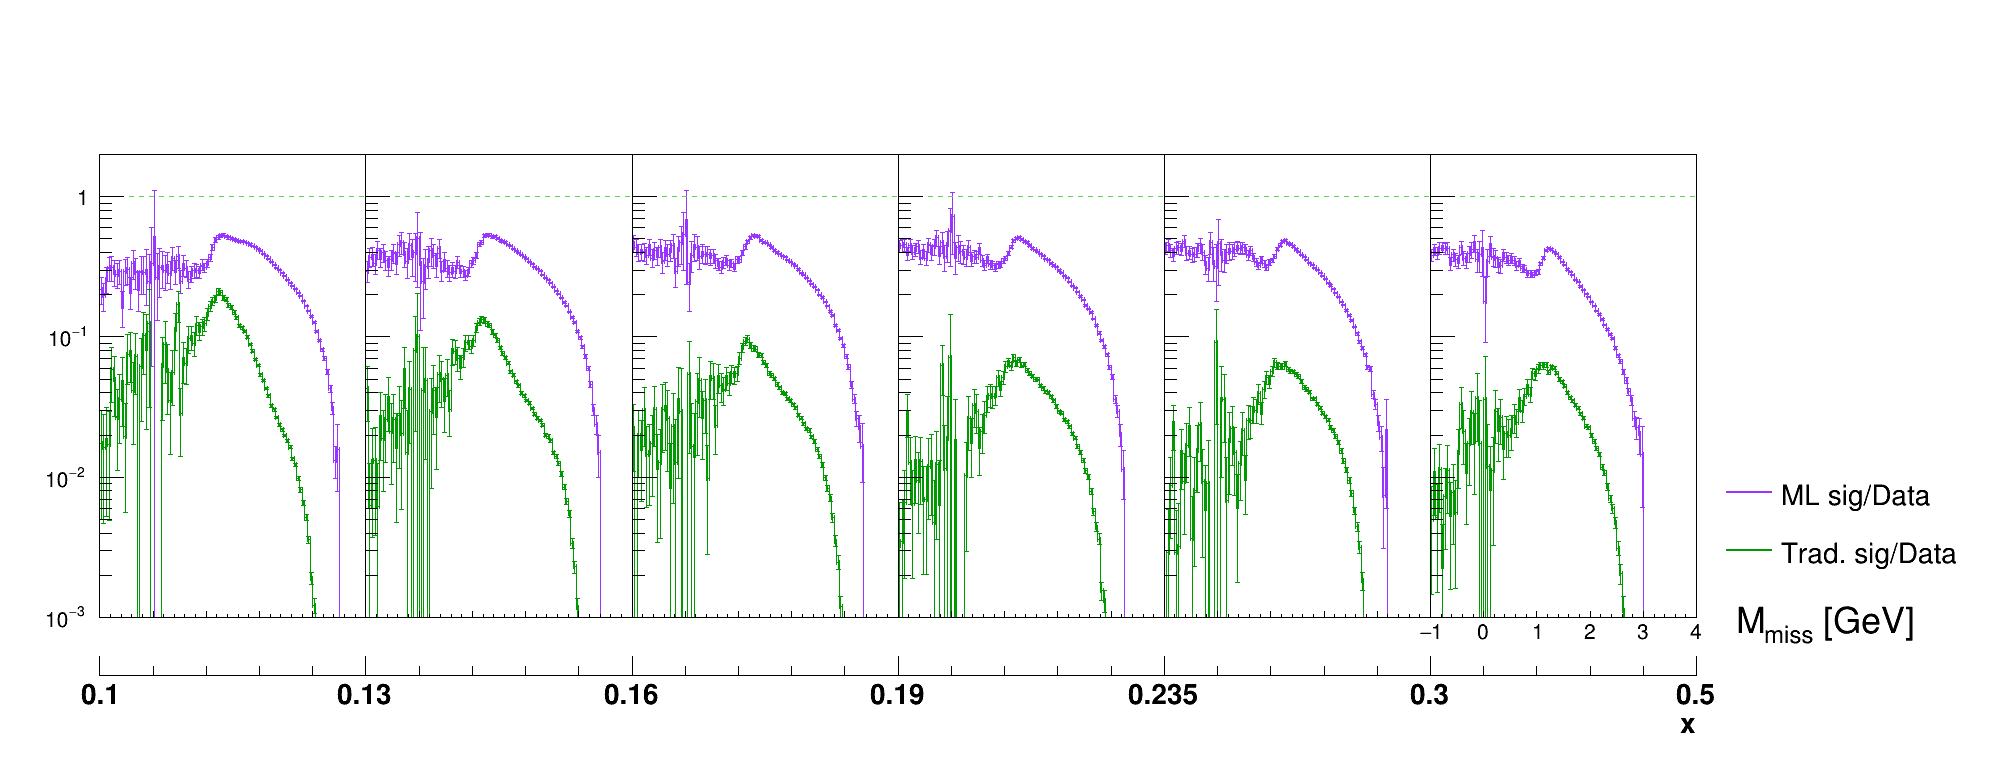 1
10⁻¹
10⁻²
10⁻³
ML sig/Data
Trad. sig/Data
−1 0 1 2 3 4
M_miss [GeV]
0.1 0.13 0.16 0.19 0.235 0.3 0.5
x